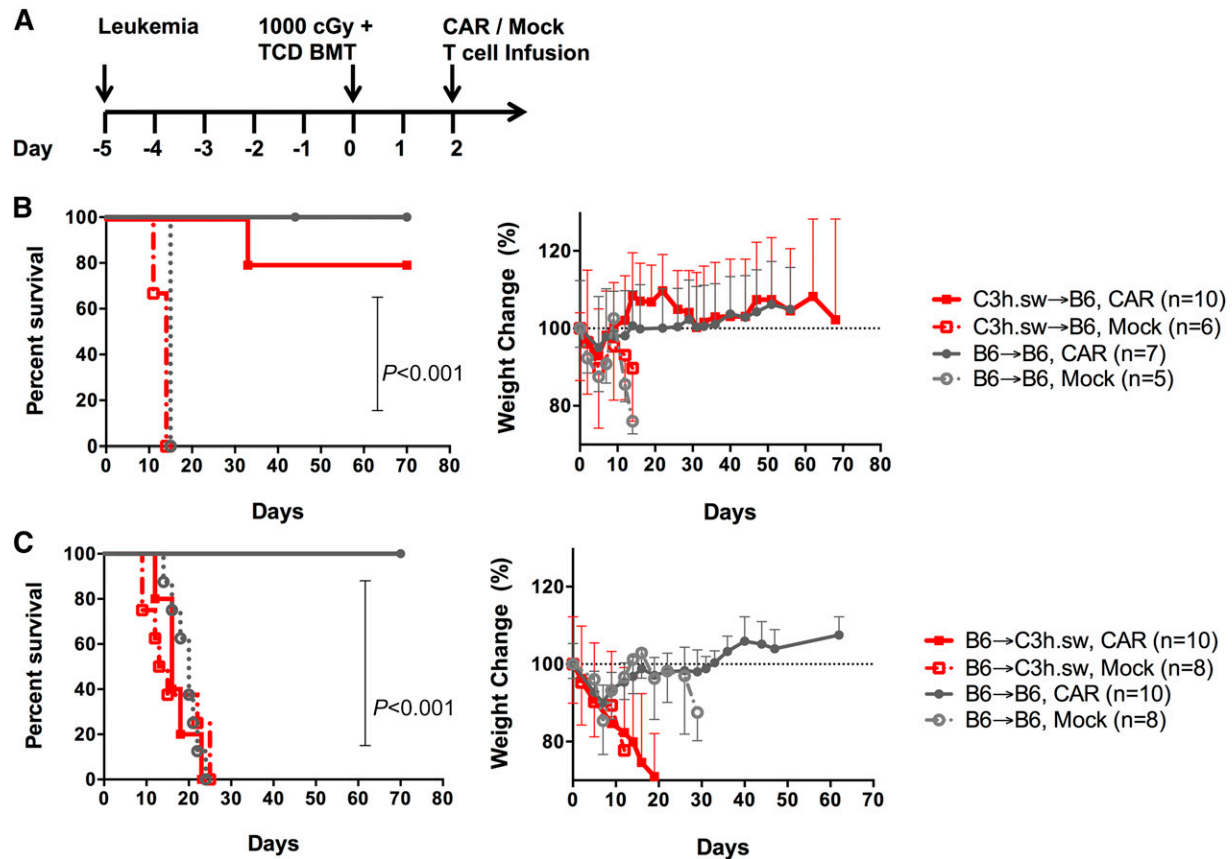 A
Leukemia
1000 cGy +
TCD BMT
CAR / Mock
T cell Infusion
Day -5 -4 -3 -2 -1 0 1 2
B
Percent survival
100
80
60
40
20
0
P<0.001
0 10 20 30 40 50 60 70 80
Days
Weight Change (%)
120
100
80
0 10 20 30 40 50 60 70 80
Days
C3h.sw→B6, CAR (n=10)
C3h.sw→B6, Mock (n=6)
B6→B6, CAR (n=7)
B6→B6, Mock (n=5)
C
Percent survival
100
80
60
40
20
0
P<0.001
0 10 20 30 40 50 60 70 80
Days
Weight Change (%)
120
100
80
0 10 20 30 40 50 60 70
Days
B6→C3h.sw, CAR (n=10)
B6→C3h.sw, Mock (n=8)
B6→B6, CAR (n=10)
B6→B6, Mock (n=8)